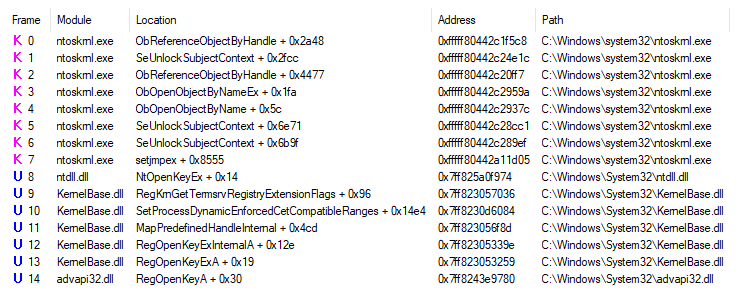 Frame Module Location Address Path
K 0 ntoskrnl.exe ObReferenceObjectByHandle + 0x2a48 0xfffff80442c1f5c8 C:\Windows\system32\ntoskrnl.exe
K 1 ntoskrnl.exe SeUnlockSubjectContext + 0x2fcc 0xfffff80442c24e1c C:\Windows\system32\ntoskrnl.exe
K 2 ntoskrnl.exe ObReferenceObjectByHandle + 0x4477 0xfffff80442c20ff7 C:\Windows\system32\ntoskrnl.exe
K 3 ntoskrnl.exe ObOpenObjectByNameEx + 0x1fa 0xfffff80442c2959a C:\Windows\system32\ntoskrnl.exe
K 4 ntoskrnl.exe ObOpenObjectByName + 0x5c 0xfffff80442c2937c C:\Windows\system32\ntoskrnl.exe
K 5 ntoskrnl.exe SeUnlockSubjectContext + 0x6e71 0xfffff80442c28cc1 C:\Windows\system32\ntoskrnl.exe
K 6 ntoskrnl.exe SeUnlockSubjectContext + 0x6b9f 0xfffff80442c289ef C:\Windows\system32\ntoskrnl.exe
K 7 ntoskrnl.exe setjmpex + 0x8555 0xfffff80442a11d05 C:\Windows\system32\ntoskrnl.exe
U 8 ntdll.dll NtOpenKeyEx + 0x14 0x7ff825a0f974 C:\Windows\System32\ntdll.dll
U 9 KernelBase.dll RegKrnGetTermsrvRegistryExtensionFlags + 0x96 0x7ff823057036 C:\Windows\System32\KernelBase.dll
U 10 KernelBase.dll SetProcessDynamicEnforcedCetCompatibleRanges + 0x14e4 0x7ff8230d6084 C:\Windows\System32\KernelBase.dll
U 11 KernelBase.dll MapPredefinedHandleInternal + 0x4cd 0x7ff823056f8d C:\Windows\System32\KernelBase.dll
U 12 KernelBase.dll RegOpenKeyExInternalA + 0x12e 0x7ff82305339e C:\Windows\System32\KernelBase.dll
U 13 KernelBase.dll RegOpenKeyExA + 0x19 0x7ff823053259 C:\Windows\System32\KernelBase.dll
U 14 advapi32.dll RegOpenKeyA + 0x30 0x7ff8243e9780 C:\Windows\System32\advapi32.dll